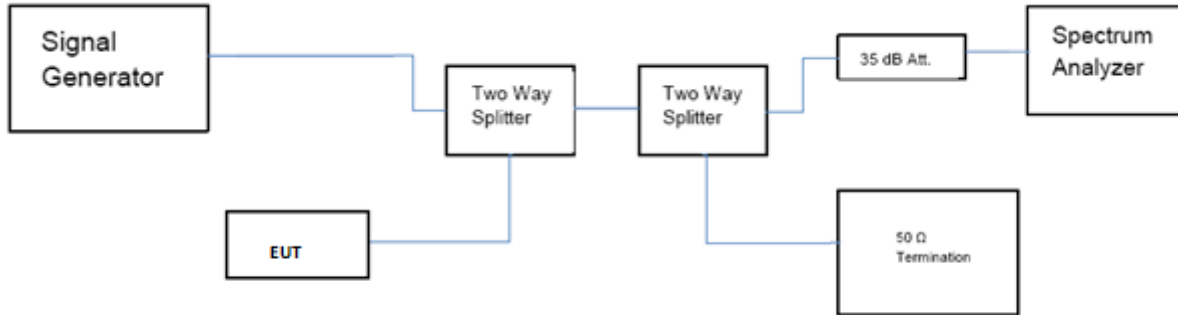 Signal
Generator
Two Way
Splitter
Two Way
Splitter
35 dB Att.
Spectrum
Analyzer
EUT
50 Ω
Termination